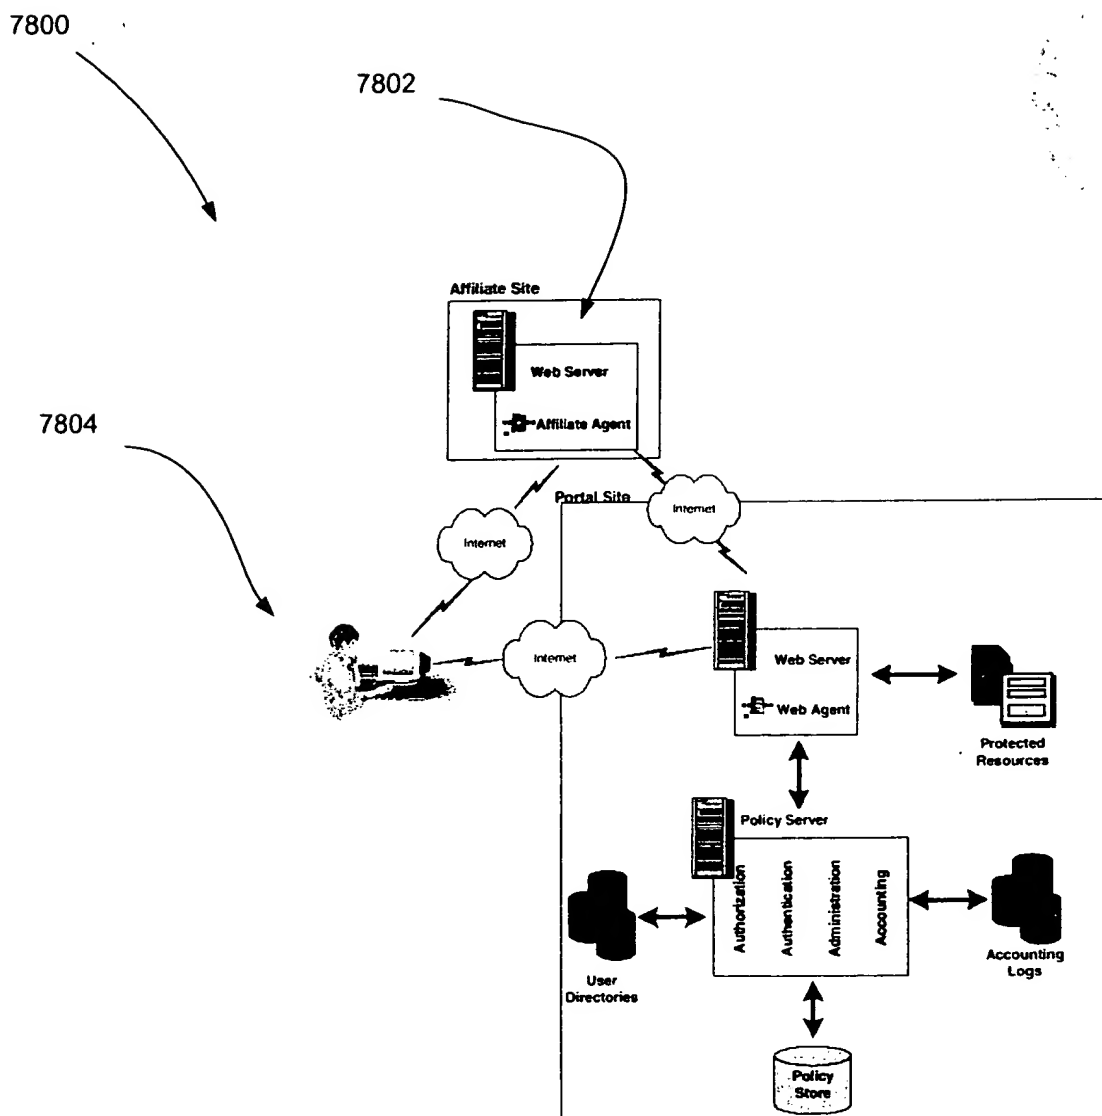 7800
7802
Affiliate Site
Web Server
Affiliate Agent
7804
Portal Site
Internet
Internet
Internet
Web Server
Web Agent
Protected
Resources
Policy Server
Authorization
Authentication
Administration
Accounting
User
Directories
Accounting
Logs
Policy
Store